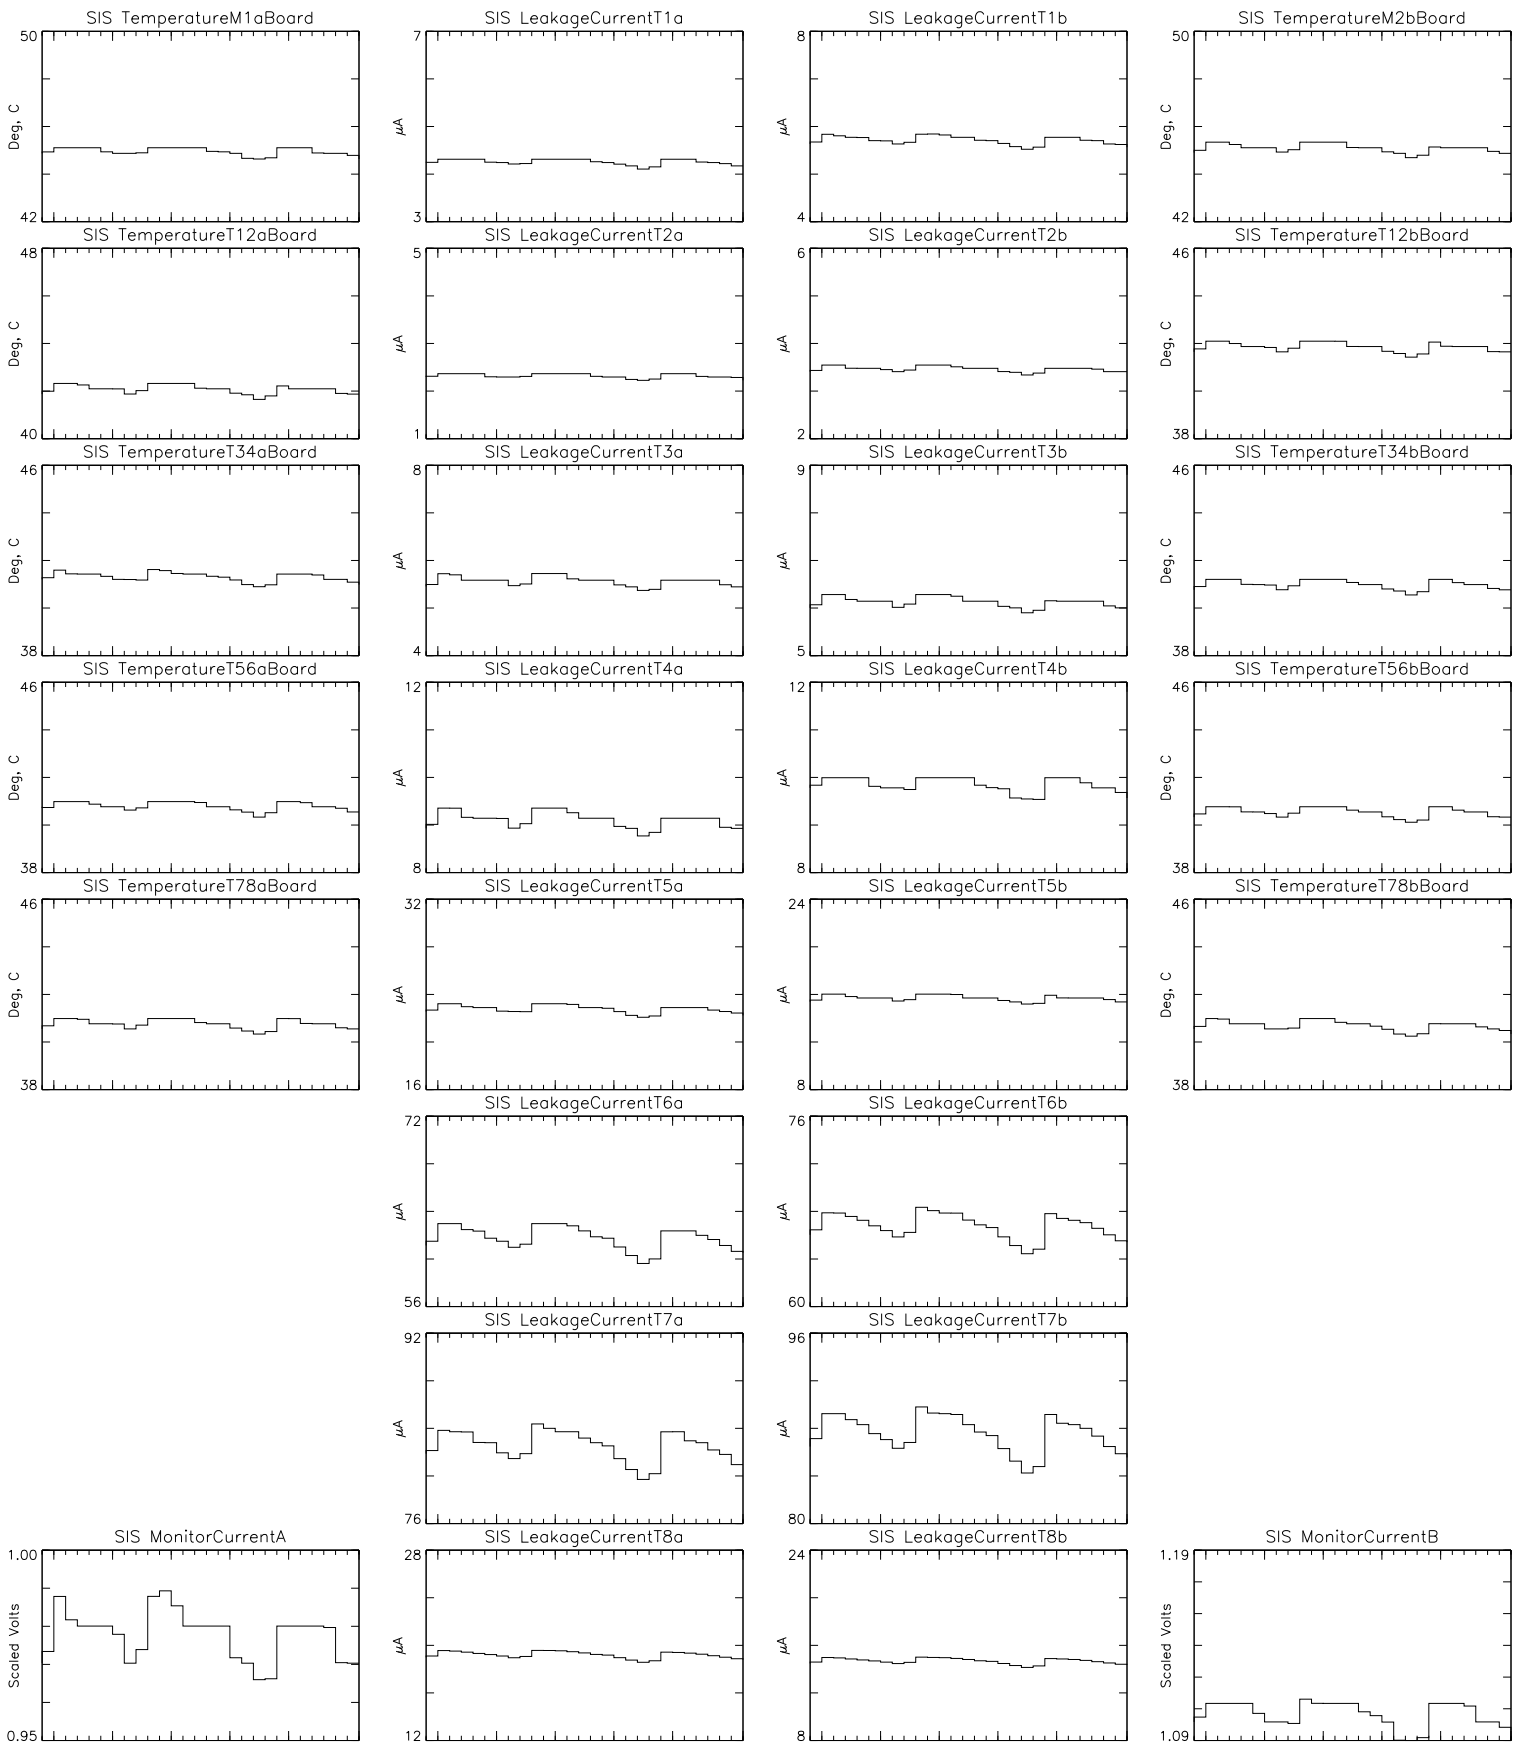 SIS TemperatureM1aBoard
SIS LeakageCurrentT1a
SIS LeakageCurrentT1b
SIS TemperatureM2bBoard
50
7
8
50
Deg, C
µA
µA
Deg, C
42
3
4
42
SIS TemperatureT12aBoard
SIS LeakageCurrentT2a
SIS LeakageCurrentT2b
SIS TemperatureT12bBoard
48
5
6
46
Deg, C
µA
µA
Deg, C
40
1
2
38
SIS TemperatureT34aBoard
SIS LeakageCurrentT3a
SIS LeakageCurrentT3b
SIS TemperatureT34bBoard
46
8
9
46
Deg, C
µA
µA
Deg, C
38
4
5
38
SIS TemperatureT56aBoard
SIS LeakageCurrentT4a
SIS LeakageCurrentT4b
SIS TemperatureT56bBoard
46
12
12
46
Deg, C
µA
µA
Deg, C
38
8
8
38
SIS TemperatureT78aBoard
SIS LeakageCurrentT5a
SIS LeakageCurrentT5b
SIS TemperatureT78bBoard
46
32
24
46
Deg, C
µA
µA
Deg, C
38
16
8
38
SIS LeakageCurrentT6a
SIS LeakageCurrentT6b
72
76
µA
µA
56
60
SIS LeakageCurrentT7a
SIS LeakageCurrentT7b
92
96
µA
µA
76
80
SIS MonitorCurrentA
SIS LeakageCurrentT8a
SIS LeakageCurrentT8b
SIS MonitorCurrentB
1.00
28
24
1.19
Scaled Volts
µA
µA
Scaled Volts
0.95
12
8
1.09